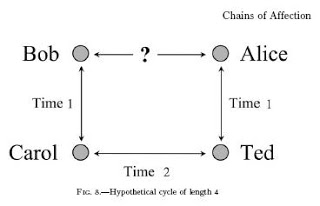 Chains of Affection
Bob ? Alice
Time 1 Time 1
Carol Ted
Time 2
FIG. 8.—Hypothetical cycle of length 4